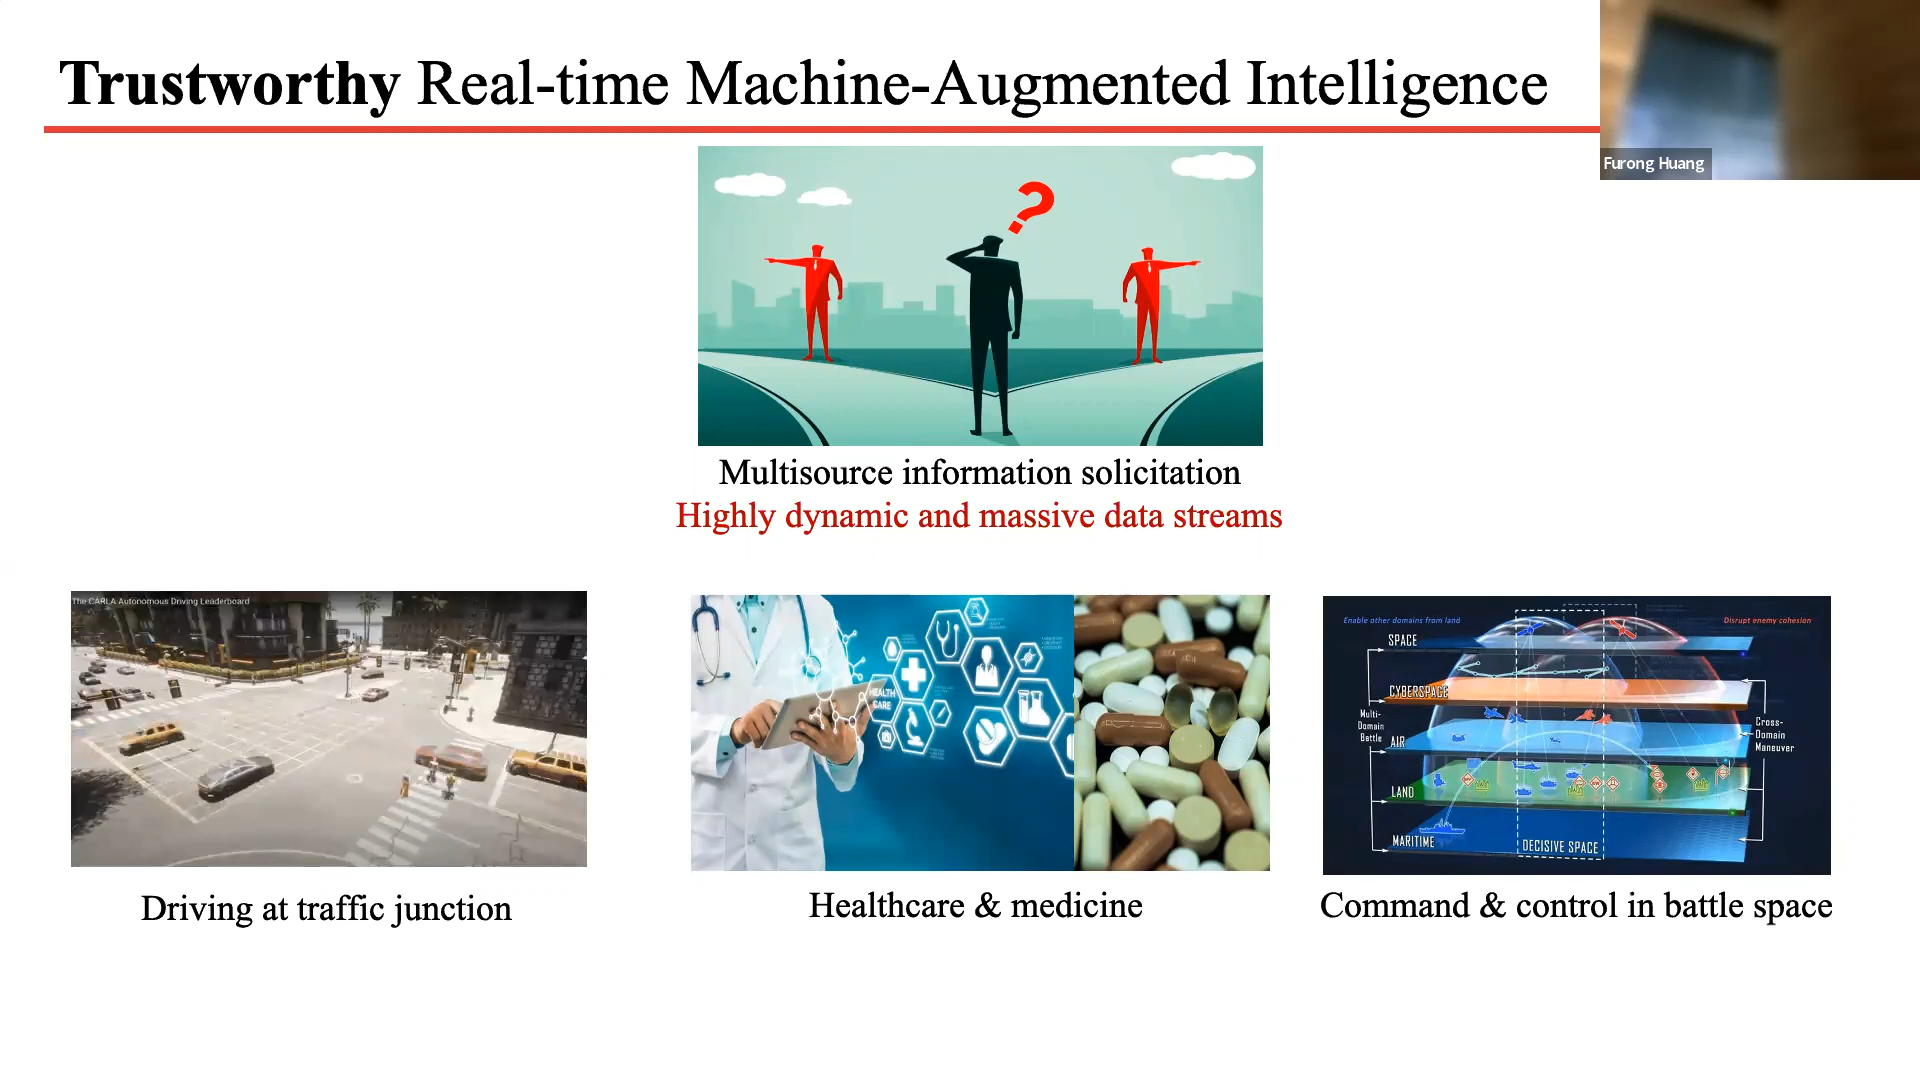 Trustworthy Real-time Machine-Augmented Intelligence
Furong Huang
?
Multisource information solicitation
Highly dynamic and massive data streams
The CARLA Autonomous Driving Leaderboard
HEALTH
CARE
Enable other domains from land
Disrupt enemy cohesion
SPACE
CYBERSPACE
Multi-
Domain
Battle
AIR
Cross-
Domain
Maneuver
LAND
MARITIME
DECISIVE SPACE
Driving at traffic junction
Healthcare & medicine
Command & control in battle space